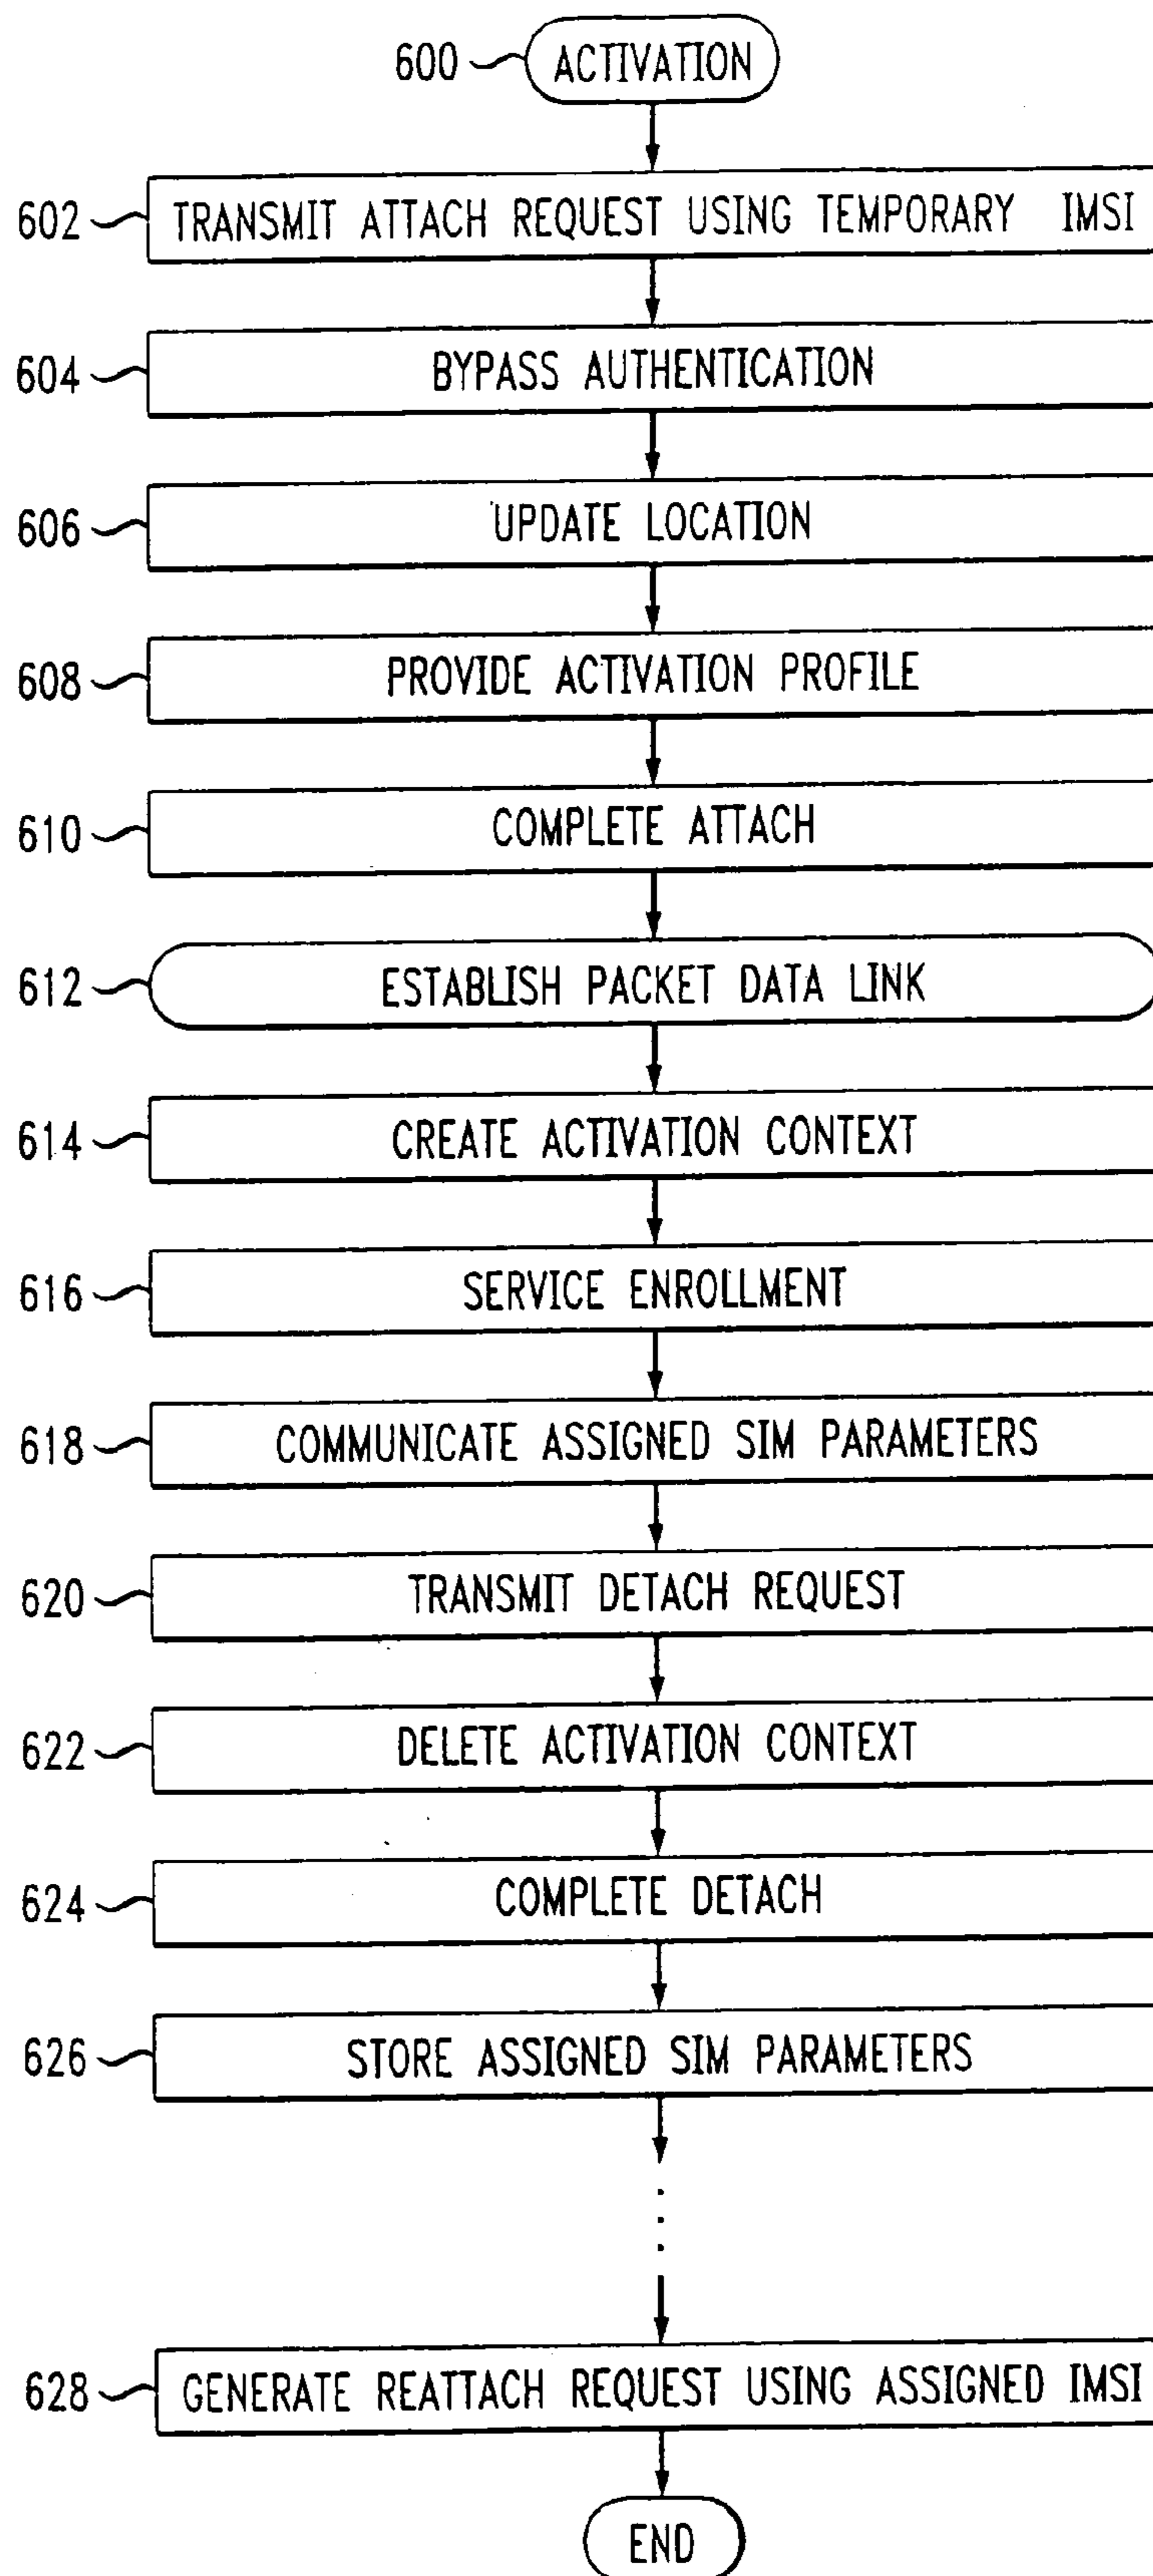 600 ACTIVATION
602 TRANSMIT ATTACH REQUEST USING TEMPORARY IMSI
604 BYPASS AUTHENTICATION
606 UPDATE LOCATION
608 PROVIDE ACTIVATION PROFILE
610 COMPLETE ATTACH
612 ESTABLISH PACKET DATA LINK
614 CREATE ACTIVATION CONTEXT
616 SERVICE ENROLLMENT
618 COMMUNICATE ASSIGNED SIM PARAMETERS
620 TRANSMIT DETACH REQUEST
622 DELETE ACTIVATION CONTEXT
624 COMPLETE DETACH
626 STORE ASSIGNED SIM PARAMETERS
628 GENERATE REATTACH REQUEST USING ASSIGNED IMSI
END